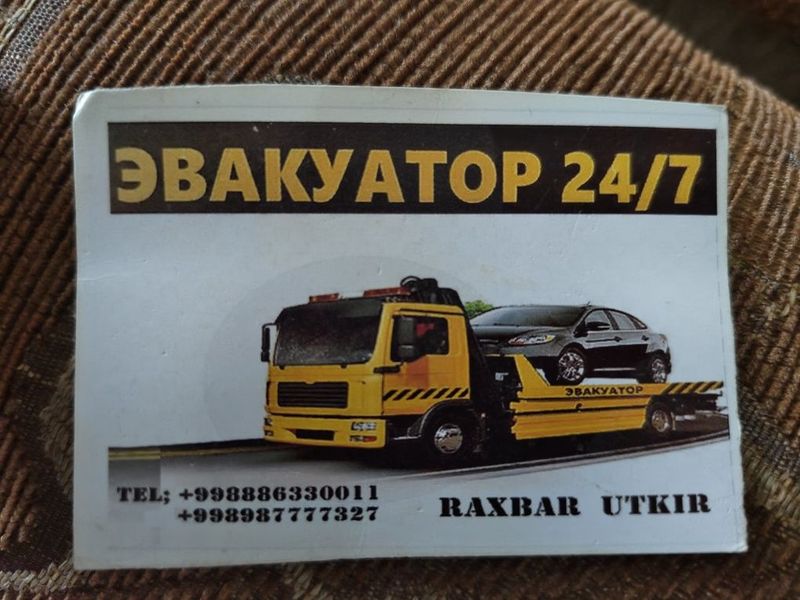 ЭВАКУАТОР 24/7
ЭВАКУАТОР
TEL; +998886330011
+998987777327
RAXBAR UTKIR